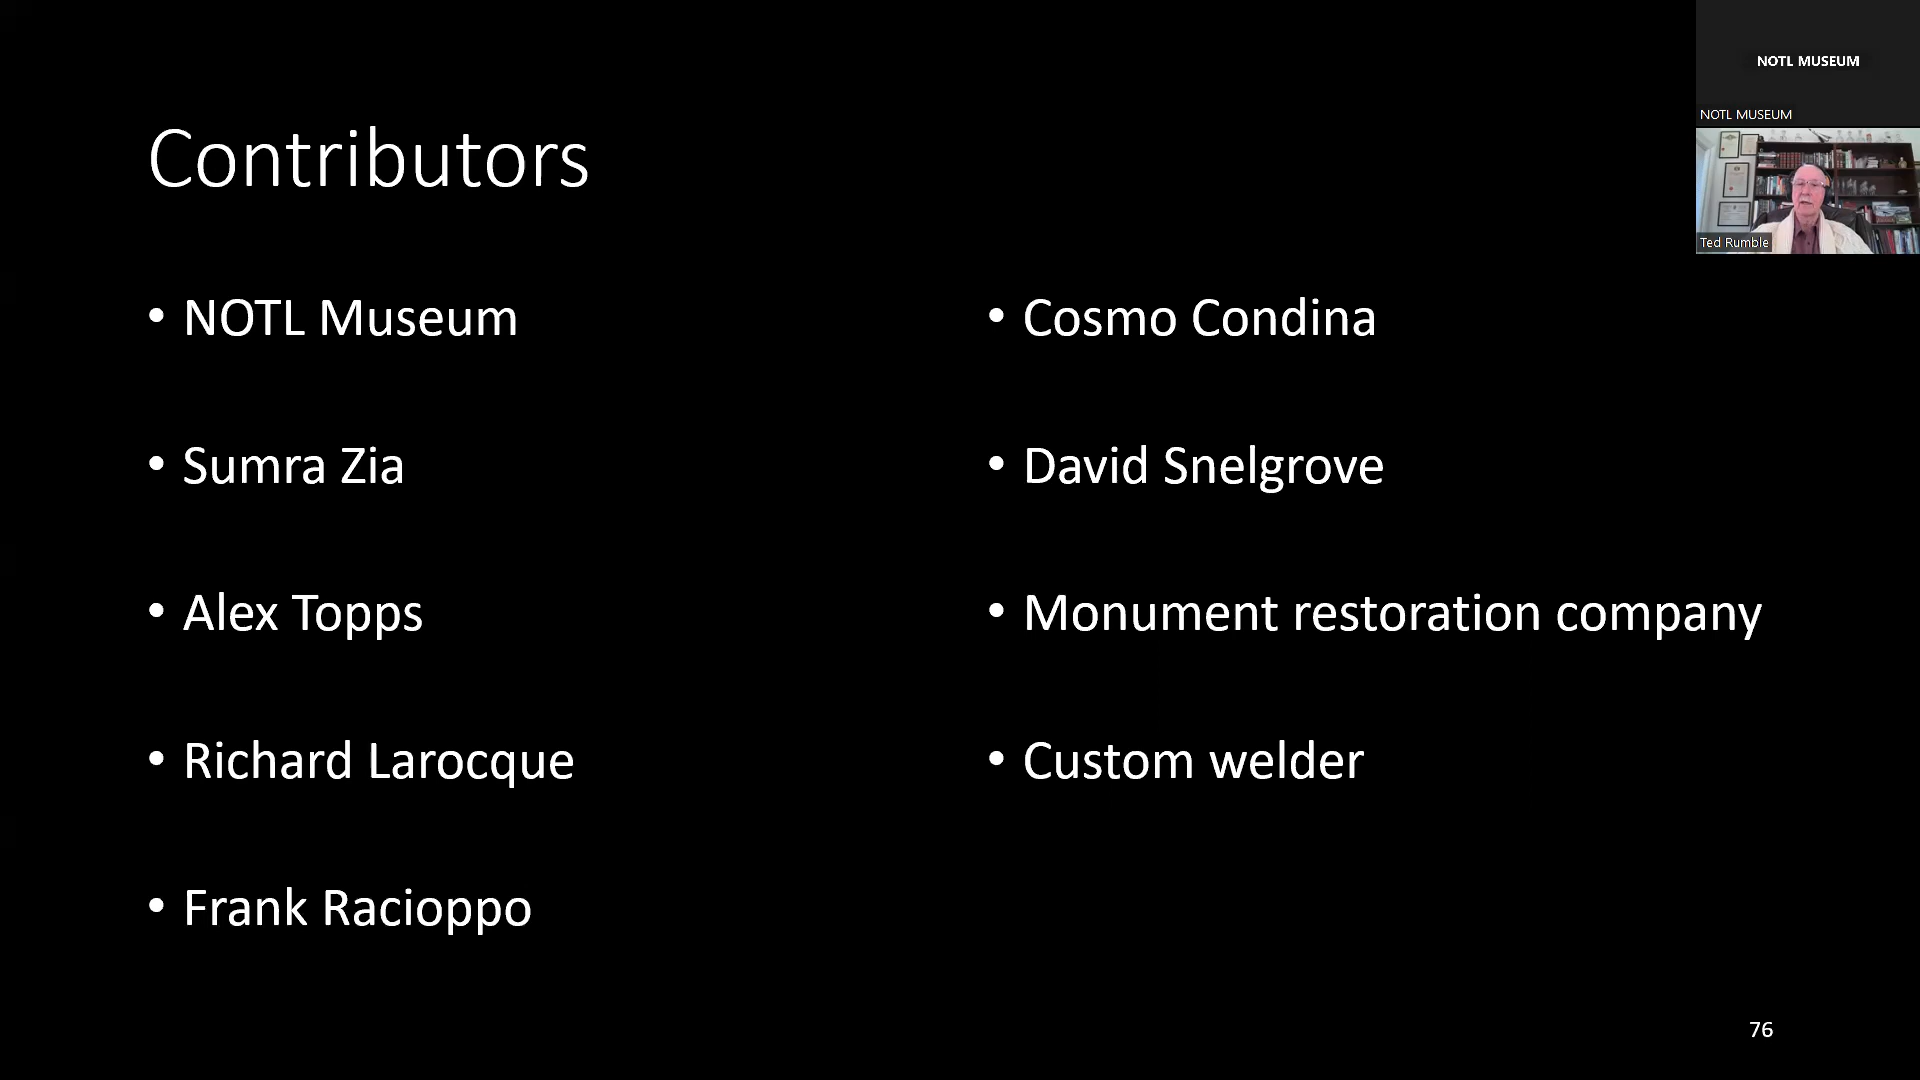 Contributors
• NOTL Museum
• Sumra Zia
• Alex Topps
• Richard Larocque
• Frank Racioppo
• Cosmo Condina
• David Snelgrove
• Monument restoration company
• Custom welder
76
NOTL MUSEUM
NOTL MUSEUM
Ted Rumble